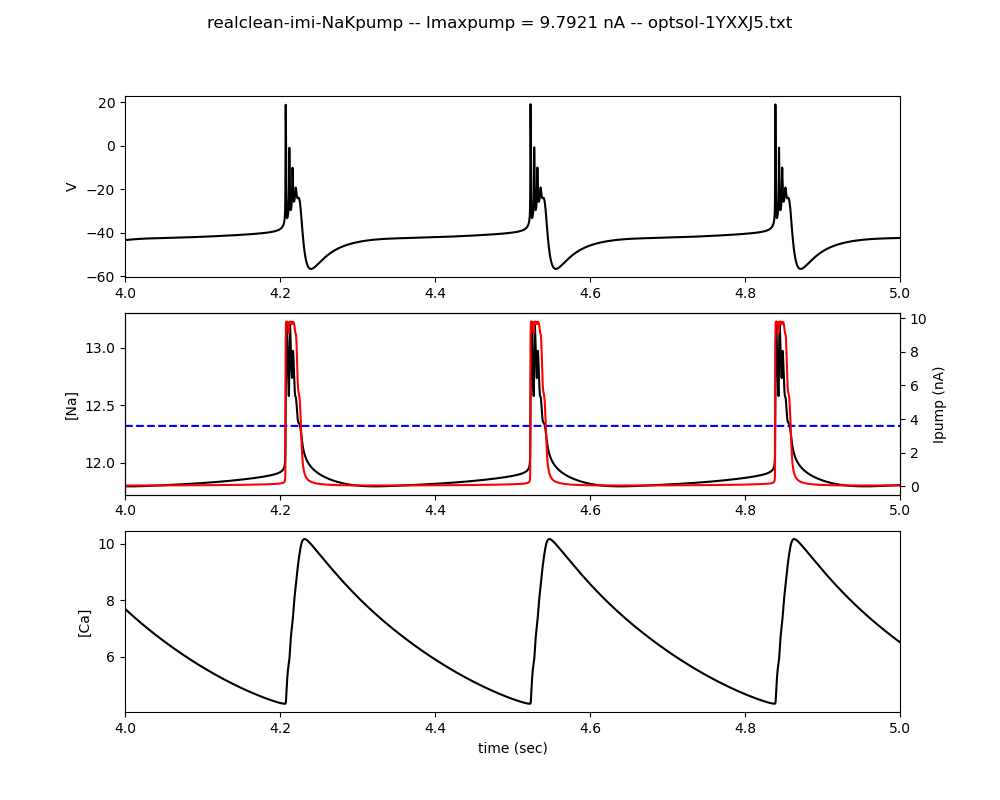 realclean-imi-NaKpump -- Imaxpump = 9.7921 nA -- optsol-1YXXJ5.txt
20
0
−20
−40
−60
V
4.0 4.2 4.4 4.6 4.8 5.0
13.0
12.5
12.0
[Na]
10
8
6
4
2
0
Ipump (nA)
4.0 4.2 4.4 4.6 4.8 5.0
10
8
6
[Ca]
4.0 4.2 4.4 4.6 4.8 5.0
time (sec)